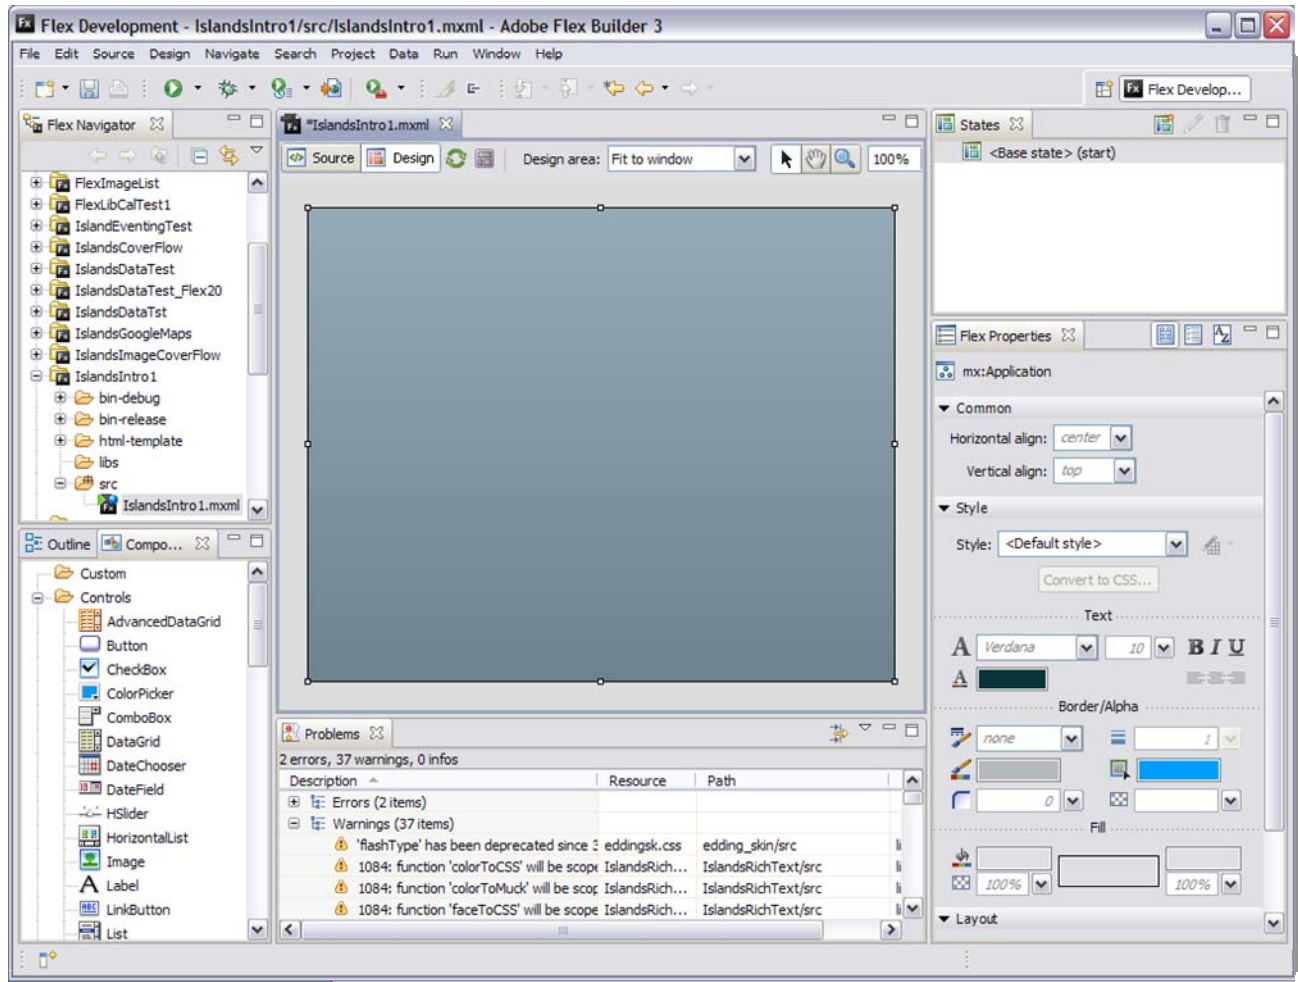 Fx Flex Development - IslandsIntro1/src/IslandsIntro1.mxml - Adobe Flex Builder 3
File Edit Source Design Navigate Search Project Data Run Window Help
Fx Flex Develop...
Flex Navigator
FlexImageList
FlexLibCalTest1
IslandEventingTest
IslandsCoverFlow
IslandsDataTest
IslandsDataTest_Flex20
IslandsDataTst
IslandsGoogleMaps
IslandsImageCoverFlow
IslandsIntro1
bin-debug
bin-release
html-template
libs
src
IslandsIntro1.mxml
Outline Compo...
Custom
Controls
AdvancedDataGrid
Button
CheckBox
ColorPicker
ComboBox
DataGrid
DateChooser
DateField
HSlider
HorizontalList
Image
A Label
LinkButton
List
*IslandsIntro1.mxml
Source Design Design area: Fit to window 100%
Problems
2 errors, 37 warnings, 0 infos
Description Resource Path
Errors (2 items)
Warnings (37 items)
'flashType' has been deprecated since 3 eddingsk.css edding_skin/src
1084: function 'colorToCSS' will be scope IslandsRich... IslandsRichText/src
1084: function 'colorToMuck' will be scop IslandsRich... IslandsRichText/src
1084: function 'faceToCSS' will be scope IslandsRich... IslandsRichText/src
States
<Base state> (start)
Flex Properties
mx:Application
Common
Horizontal align: center
Vertical align: top
Style
Style: <Default style>
Convert to CSS...
Text
A Verdana 10 B I U
A
Border/Alpha
none 1
0
Fill
100% 100%
Layout